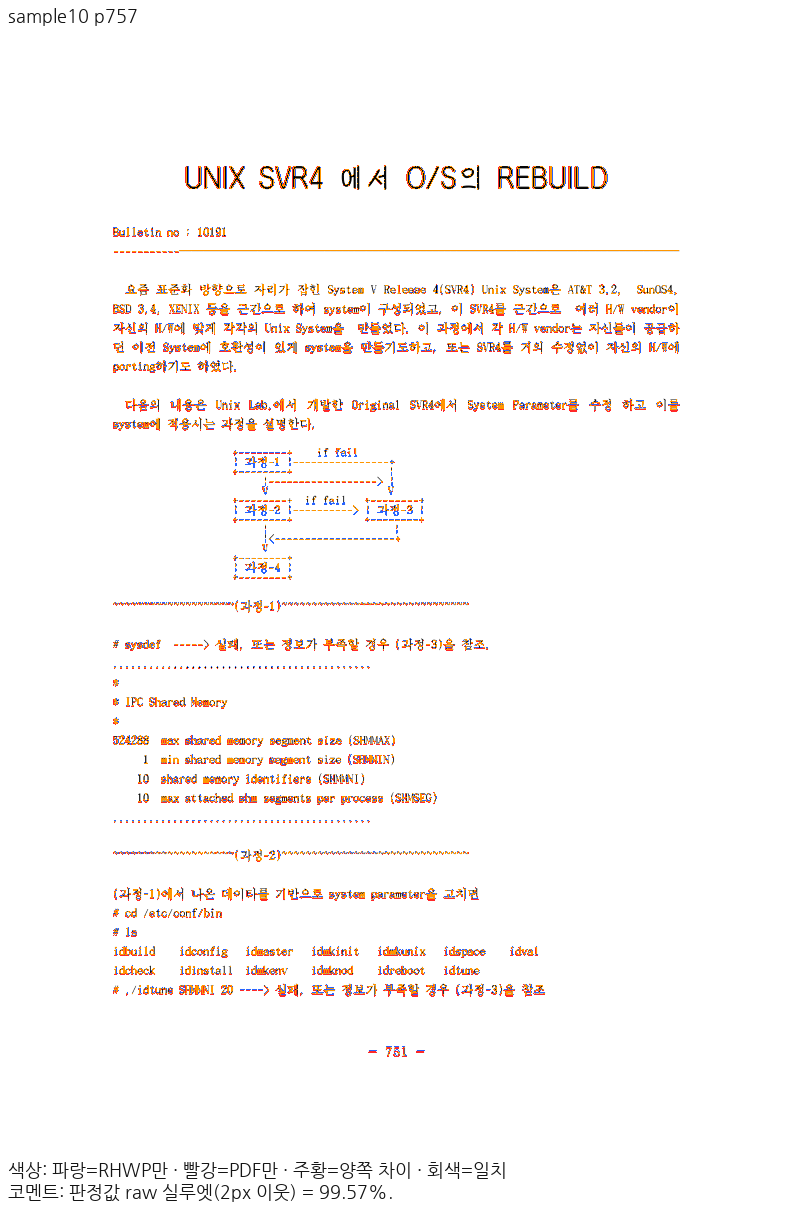 sample10 p757
UNIX SVR4 에서 O/S의 REBUILD
Bulletin no : 10191
-----------
요즘 표준화 방향으로 자리가 잡힌 System V Release 4(SVR4) Unix System은 AT&T 3.2, SunOS4,
BSD 3.4, XENIX 등을 근간으로 하여 system이 구성되었고, 이 SVR4를 근간으로 여러 H/W vendor이
자신의 H/W에 맞게 각각의 Unix System을 만들었다. 이 과정에서 각 H/W vendor는 자신들이 공급하
던 이전 System에 호환성이 있게 system을 만들기도하고, 또는 SVR4를 거의 수정없이 자신의 H/W에
porting하기도 하였다.
다음의 내용은 Unix Lab.에서 개발한 Original SVR4에서 System Parameter를 수정 하고 이를
system에 적용시는 과정을 설명한다.
+---------+ if fail
| 과정-1 |----------------+
+---------+
|------------------> |
+---------+ if fail +---------+
| 과정-2 |----------> | 과정-3 |
+---------+ +---------+
|<--------------------+
+---------+
| 과정-4 |
+---------+
~~~~~~~~~~~~~~~~~~~~(과정-1)~~~~~~~~~~~~~~~~~~~~~~~~~~~~~~~
# sysdef -----> 실패, 또는 정보가 부족할 경우 (과정-3)을 참조.
...........................................
*
* IPC Shared Memory
*
524288 max shared memory segment size (SHMMAX)
1 min shared memory segment size (SHMMIN)
10 shared memory identifiers (SHMMNI)
10 max attached shm segments per process (SHMSEG)
...........................................
~~~~~~~~~~~~~~~~~~~~(과정-2)~~~~~~~~~~~~~~~~~~~~~~~~~~~~~~~
(과정-1)에서 나온 데이타를 기반으로 system parameter을 고치면
# cd /etc/conf/bin
# ls
idbuild idconfig idmaster idmkinit idmkunix idspace idval
idcheck idinstall idmkenv idmknod idreboot idtune
# ./idtune SHMMNI 20 ----> 실패, 또는 정보가 부족할 경우 (과정-3)을 참조
- 751 -
색상: 파랑=RHWP만 · 빨강=PDF만 · 주황=양쪽 차이 · 회색=일치
코멘트: 판정값 raw 실루엣(2px 이웃) = 99.57%.